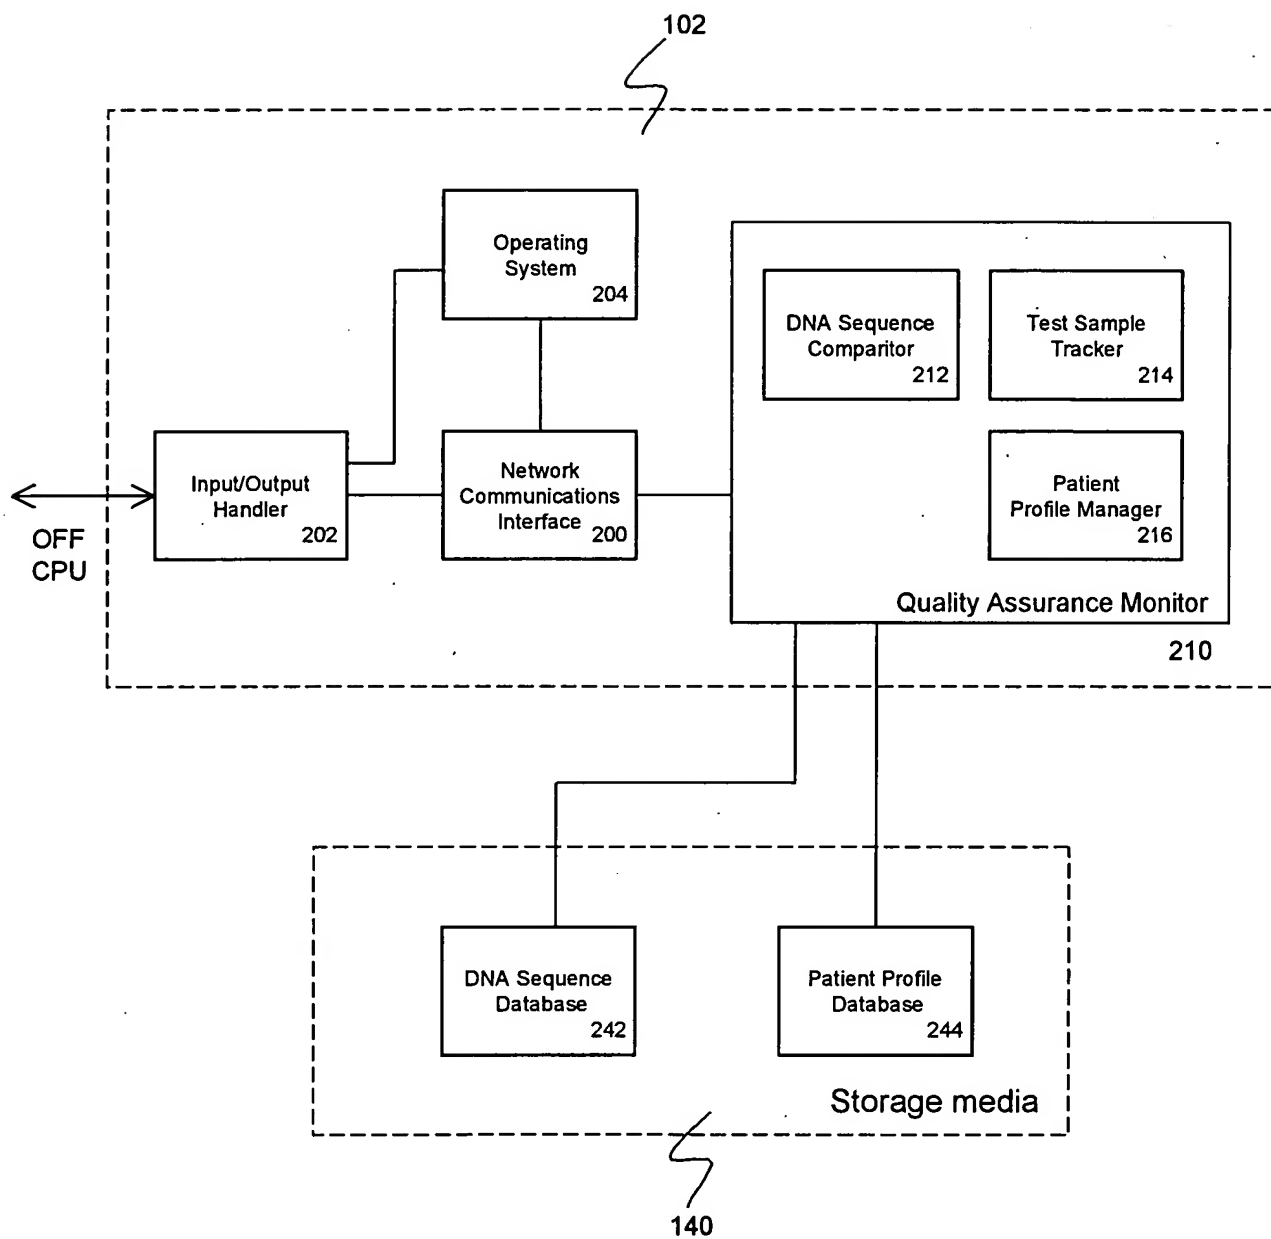 102
Operating
System
204
DNA Sequence
Comparitor
212
Test Sample
Tracker
214
Input/Output
Handler
202
Network
Communications
Interface
200
Patient
Profile Manager
216
OFF
CPU
Quality Assurance Monitor
210
DNA Sequence
Database
242
Patient Profile
Database
244
Storage media
140